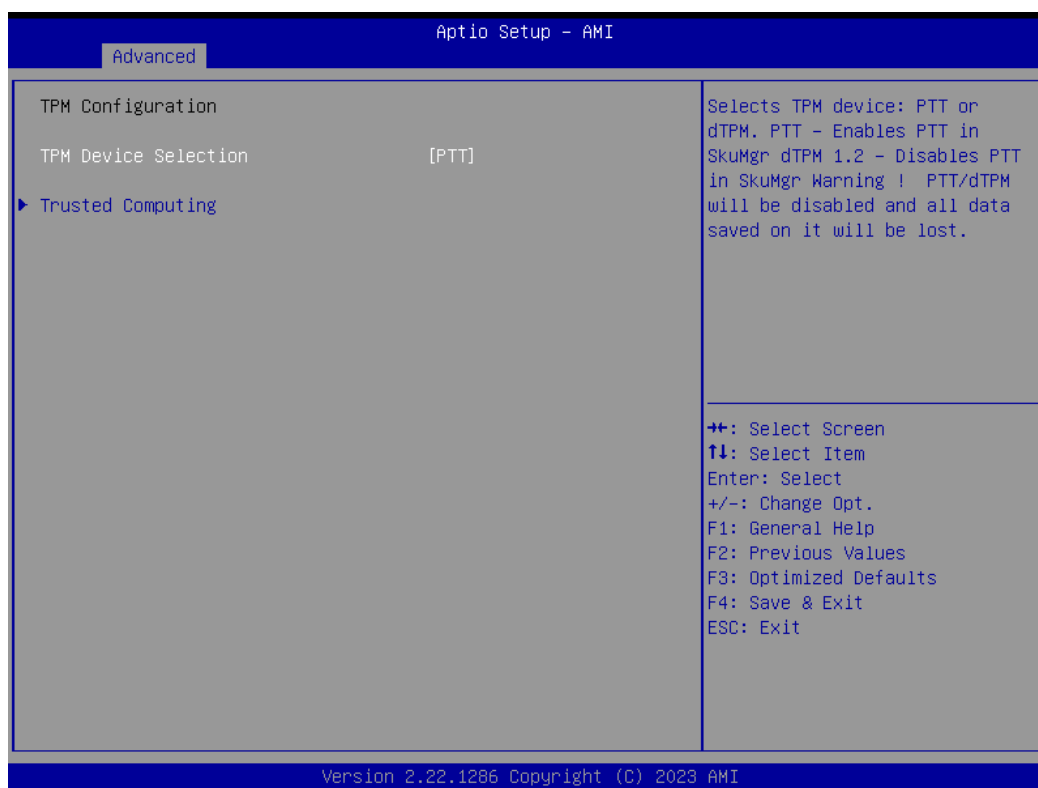 Aptio Setup – AMI
Advanced
TPM Configuration
TPM Device Selection [PTT]
Trusted Computing
Selects TPM device: PTT or
dTPM. PTT – Enables PTT in
SkuMgr dTPM 1.2 – Disables PTT
in SkuMgr Warning !  PTT/dTPM
will be disabled and all data
saved on it will be lost.
→←: Select Screen
↑↓: Select Item
Enter: Select
+/-: Change Opt.
F1: General Help
F2: Previous Values
F3: Optimized Defaults
F4: Save & Exit
ESC: Exit
Version 2.22.1286 Copyright (C) 2023 AMI